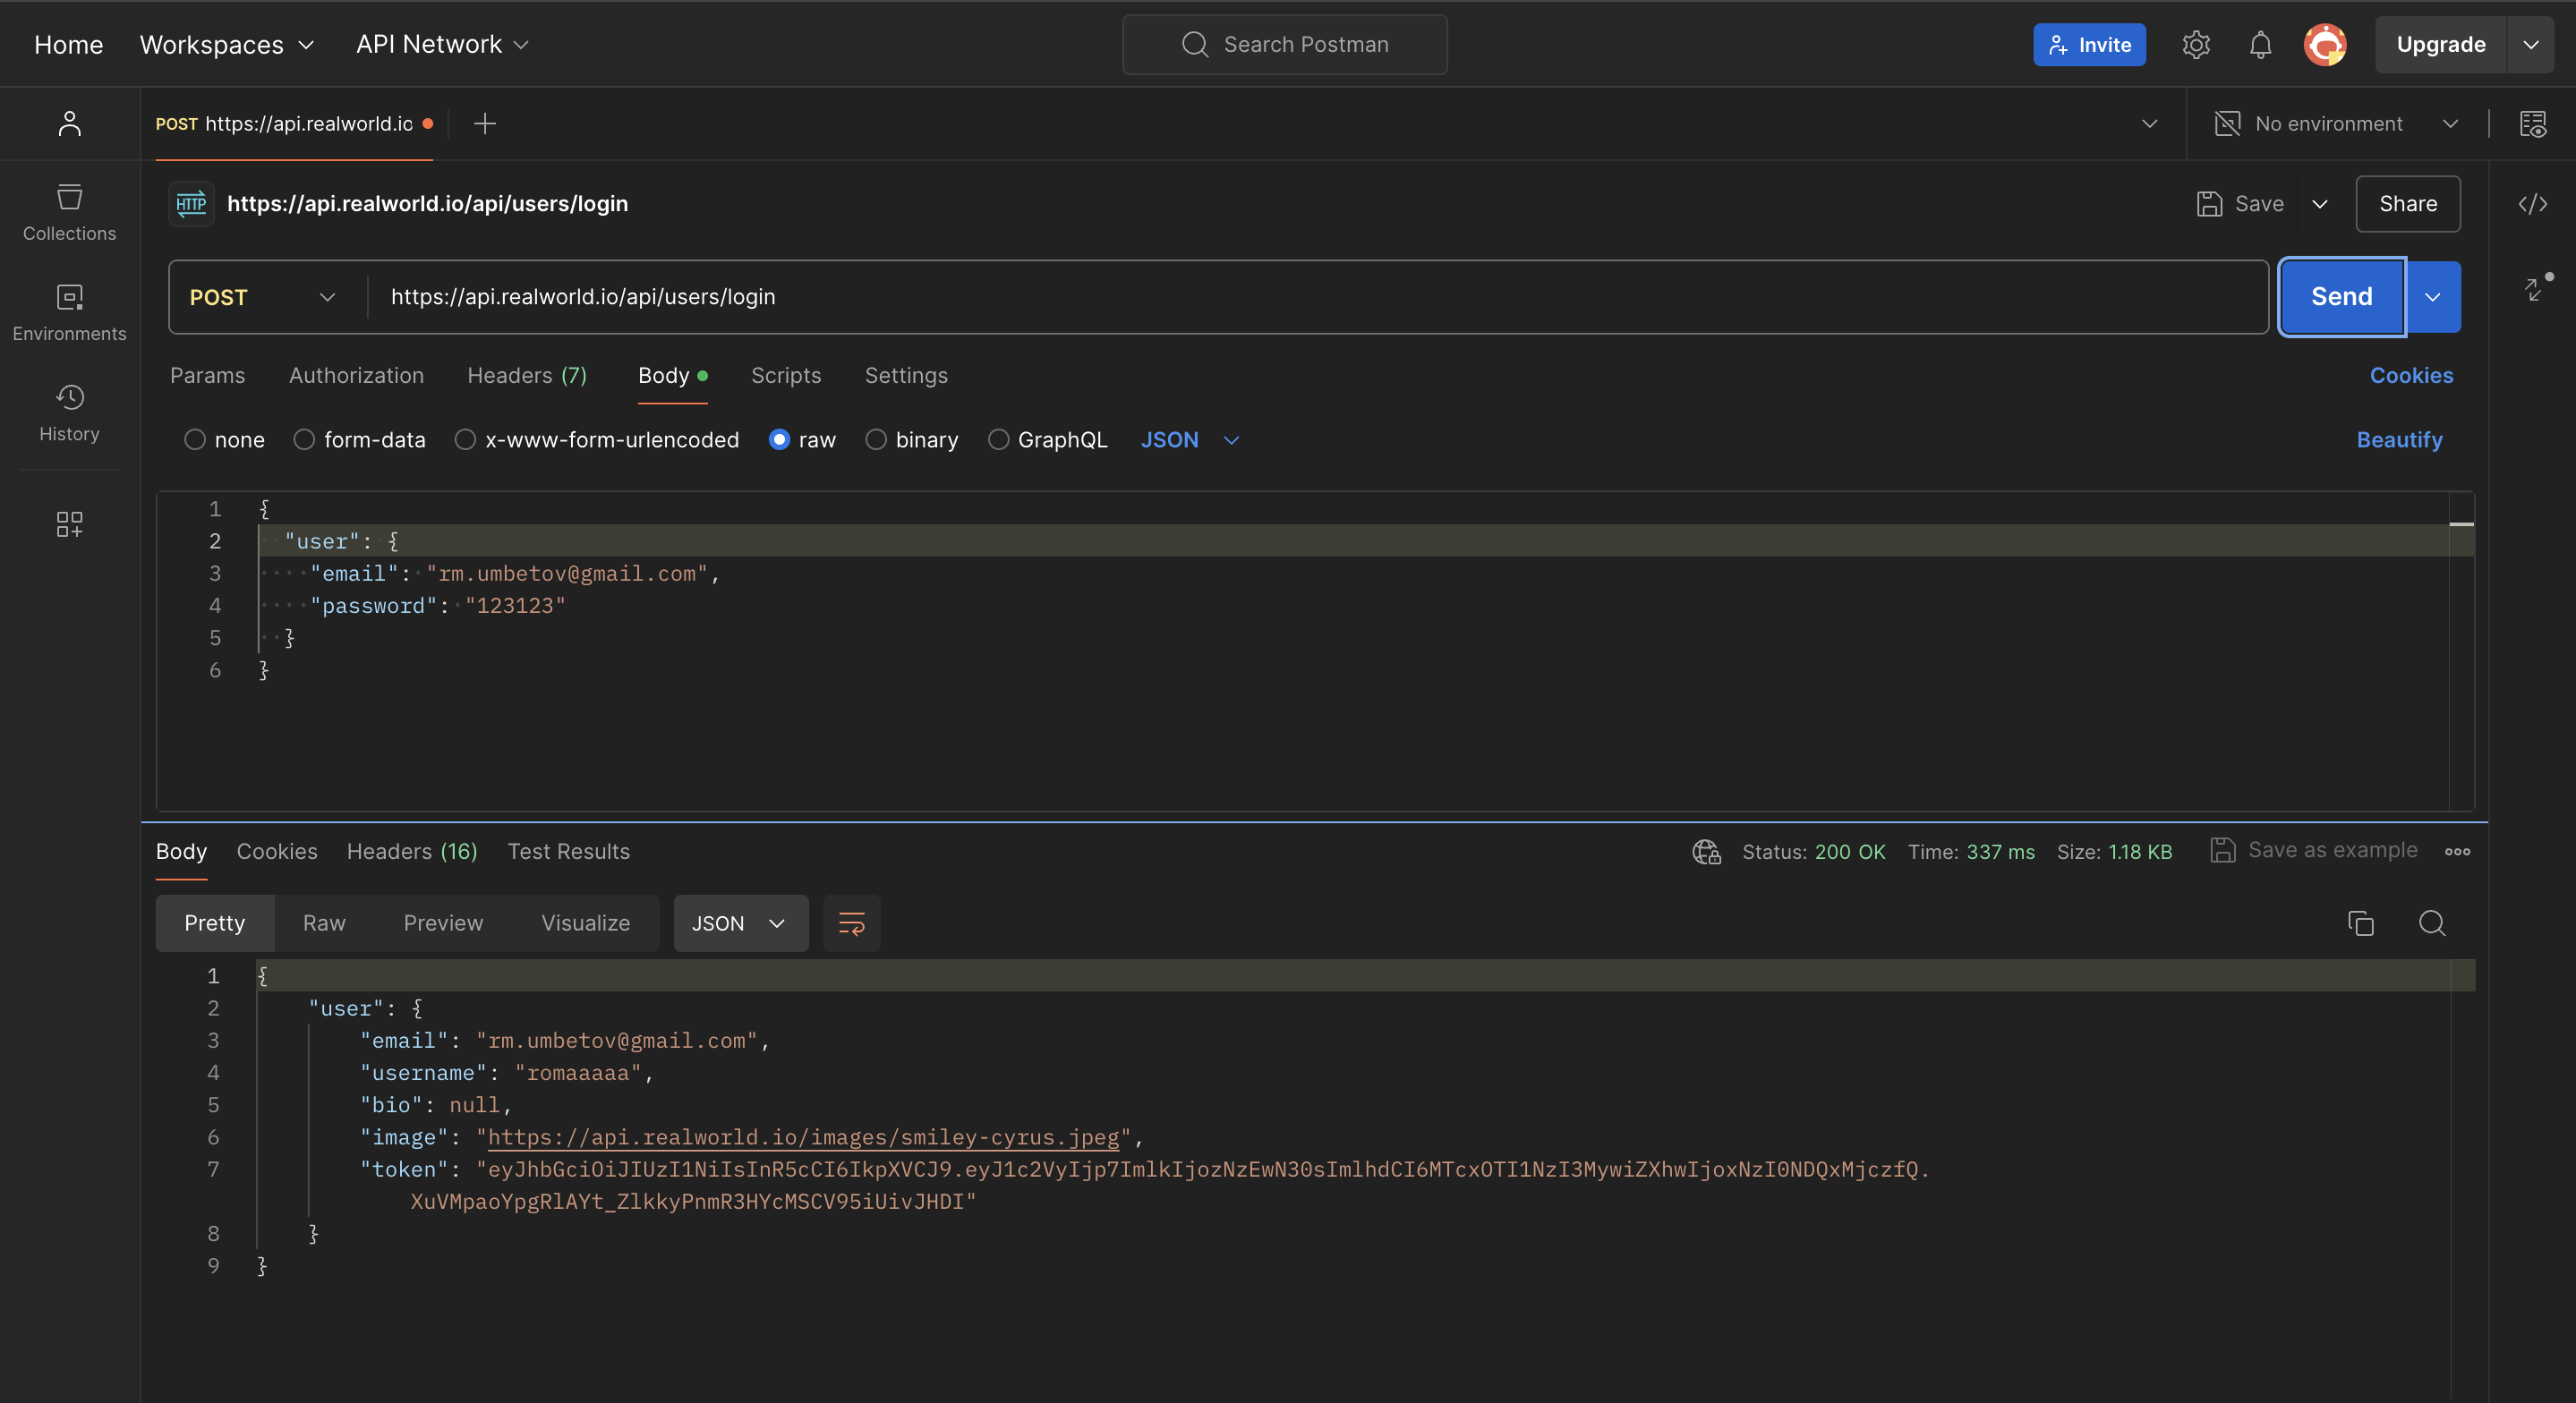 Home Workspaces API Network Search Postman Invite Upgrade
POST https://api.realworld.io No environment
HTTP https://api.realworld.io/api/users/login Save Share
Collections
POST https://api.realworld.io/api/users/login Send
Environments
Params Authorization Headers (7) Body Scripts Settings Cookies
History
none form-data x-www-form-urlencoded raw binary GraphQL JSON Beautify
1 {
2 "user": {
3 "email": "rm.umbetov@gmail.com",
4 "password": "123123"
5 }
6 }
Body Cookies Headers (16) Test Results Status: 200 OK Time: 337 ms Size: 1.18 KB Save as example
Pretty Raw Preview Visualize JSON
1 {
2 "user": {
3 "email": "rm.umbetov@gmail.com",
4 "username": "romaaaaa",
5 "bio": null,
6 "image": "https://api.realworld.io/images/smiley-cyrus.jpeg",
7 "token": "eyJhbGciOiJIUzI1NiIsInR5cCI6IkpXVCJ9.eyJ1c2VyIjp7ImlkIjozNzEwN30sImlhdCI6MTcxOTI1NzI3MywiZXhwIjoxNzI0NDQxMjczfQ.
XuVMpaoYpgRlAYt_ZlkkyPnmR3HYcMSCV95iUivJHDI"
8 }
9 }